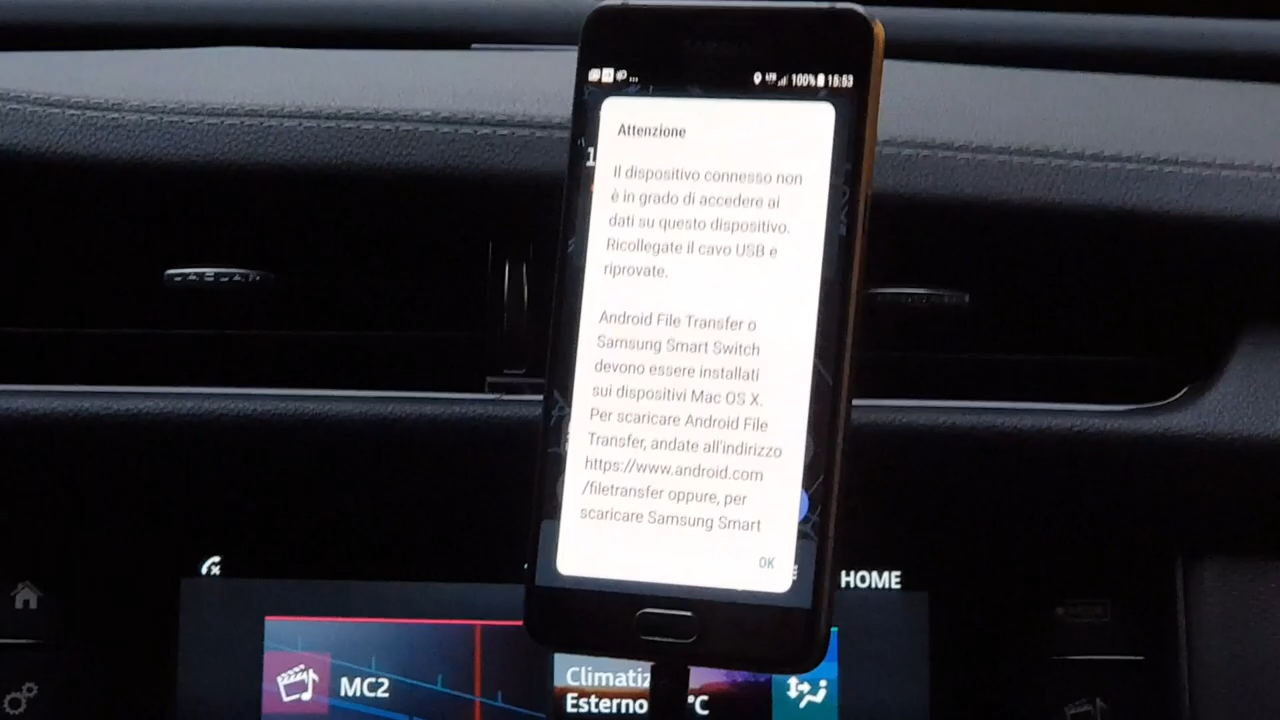 SAMSUNG
LTE 100% 15:53
Attenzione
Il dispositivo connesso non
è in grado di accedere ai
dati su questo dispositivo.
Ricollegate il cavo USB e
riprovate.
Android File Transfer o
Samsung Smart Switch
devono essere installati
sui dispositivi Mac OS X.
Per scaricare Android File
Transfer, andate all'indirizzo
https://www.android.com
/filetransfer oppure, per
scaricare Samsung Smart
OK
HOME
MC2
Climatiz
Esterno °C